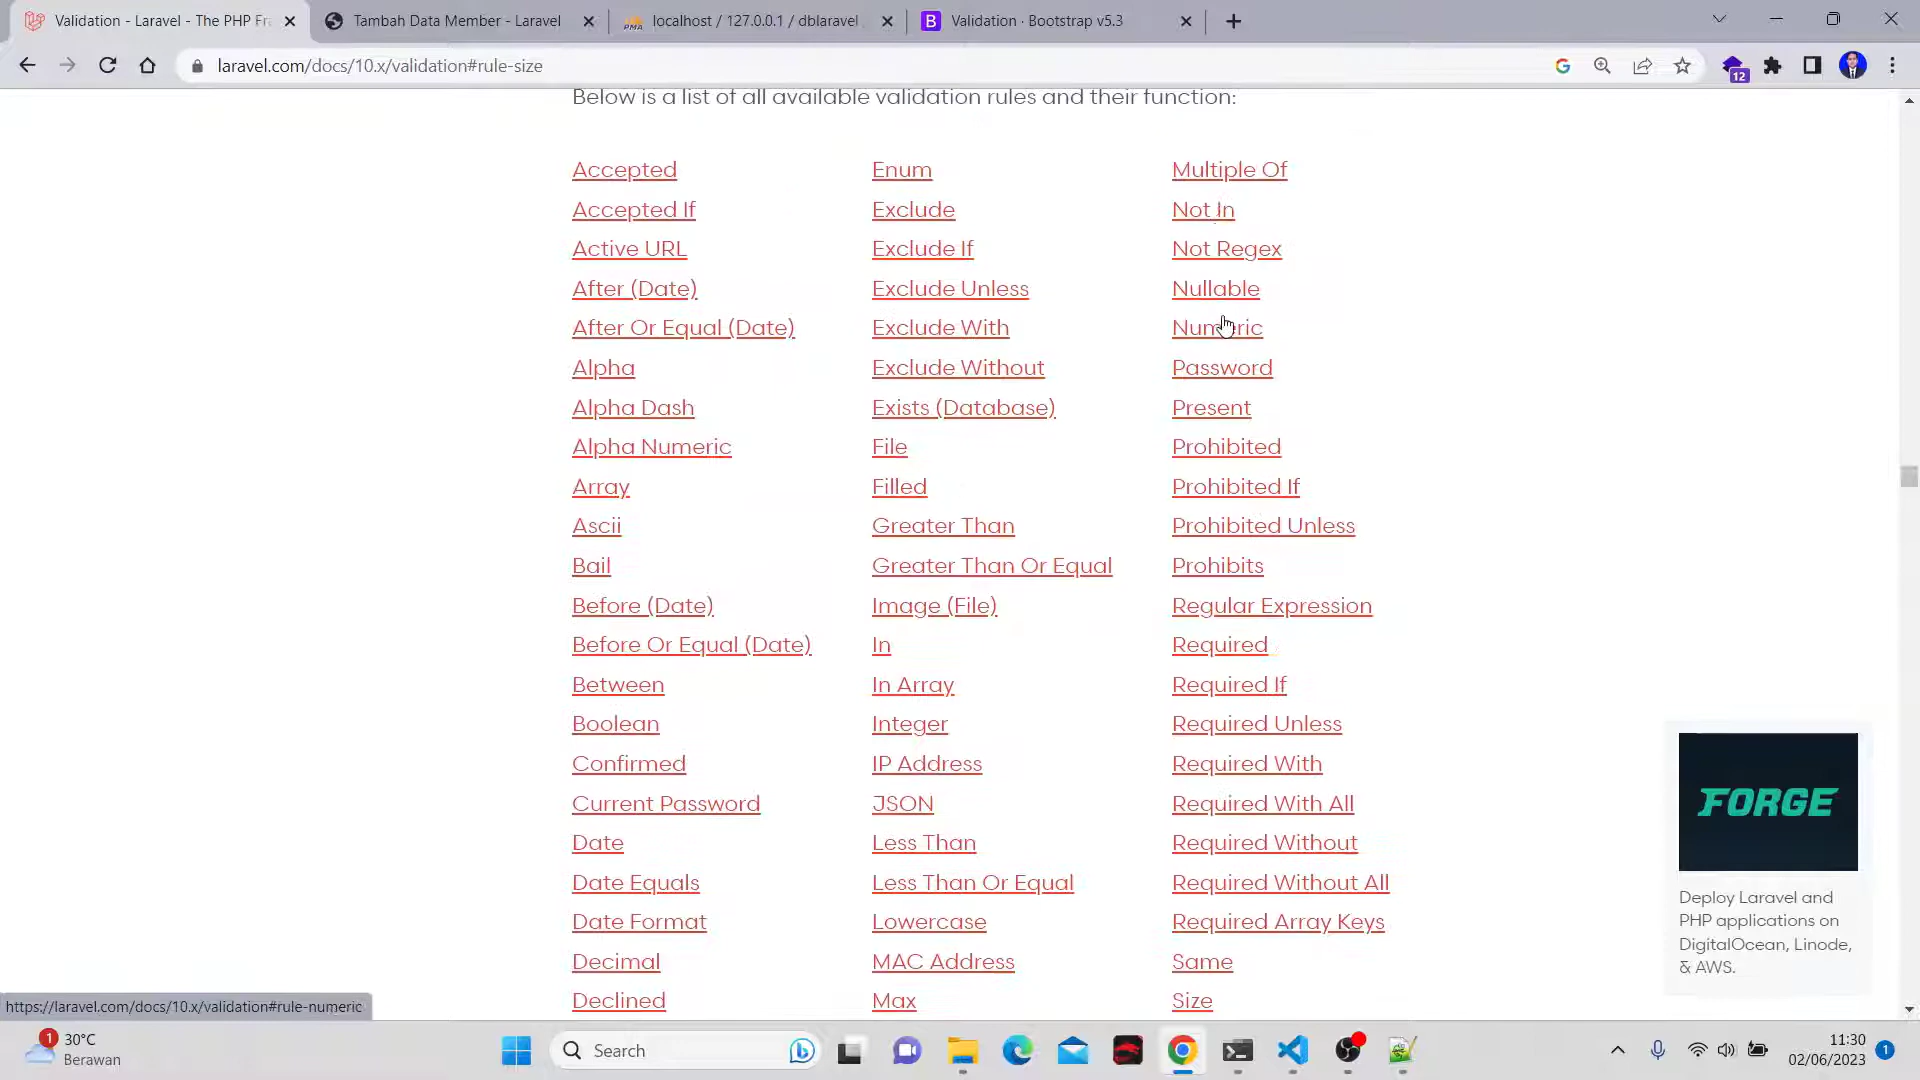 Validation - Laravel - The PHP Fra
Tambah Data Member - Laravel
localhost / 127.0.0.1 / dblaravel
Validation · Bootstrap v5.3
laravel.com/docs/10.x/validation#rule-size
12
Below is a list of all available validation rules and their function:
Accepted
Accepted If
Active URL
After (Date)
After Or Equal (Date)
Alpha
Alpha Dash
Alpha Numeric
Array
Ascii
Bail
Before (Date)
Before Or Equal (Date)
Between
Boolean
Confirmed
Current Password
Date
Date Equals
Date Format
Decimal
Declined
Enum
Exclude
Exclude If
Exclude Unless
Exclude With
Exclude Without
Exists (Database)
File
Filled
Greater Than
Greater Than Or Equal
Image (File)
In
In Array
Integer
IP Address
JSON
Less Than
Less Than Or Equal
Lowercase
MAC Address
Max
Multiple Of
Not In
Not Regex
Nullable
Numeric
Password
Present
Prohibited
Prohibited If
Prohibited Unless
Prohibits
Regular Expression
Required
Required If
Required Unless
Required With
Required With All
Required Without
Required Without All
Required Array Keys
Same
Size
FORGE
Deploy Laravel and
PHP applications on
DigitalOcean, Linode,
& AWS.
https://laravel.com/docs/10.x/validation#rule-numeric
1
30°C
Berawan
Search
11:30
02/06/2023
1